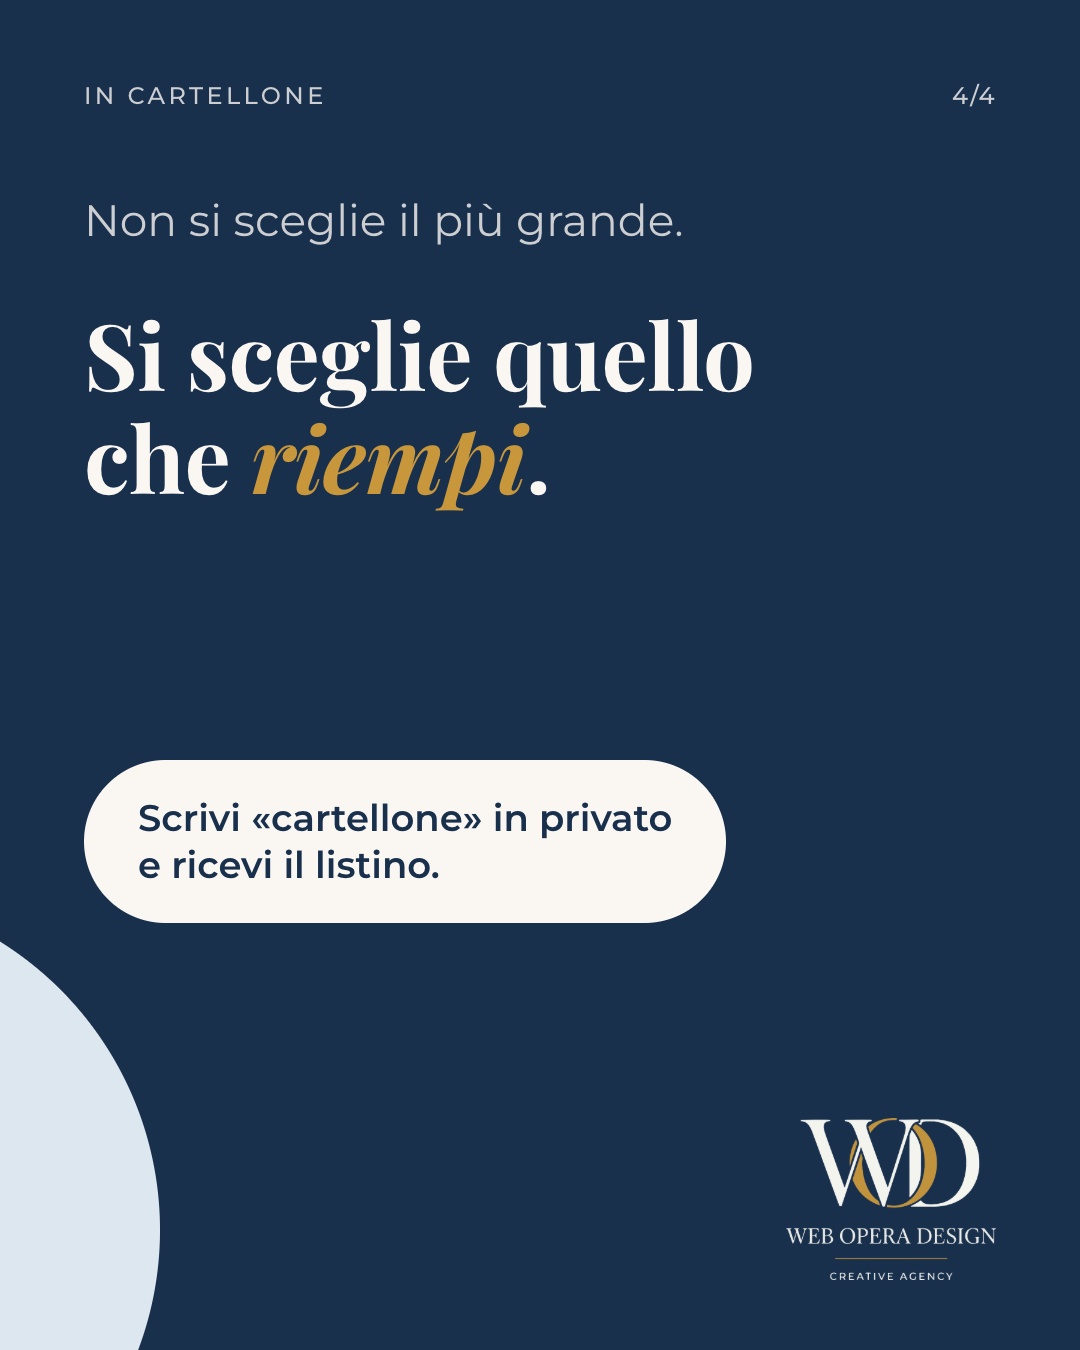 IN CARTELLONE
4/4
Non si sceglie il più grande.
Si sceglie quello
che riempi.
Scrivi «cartellone» in privato
e ricevi il listino.
WOD
WEB OPERA DESIGN
CREATIVE AGENCY